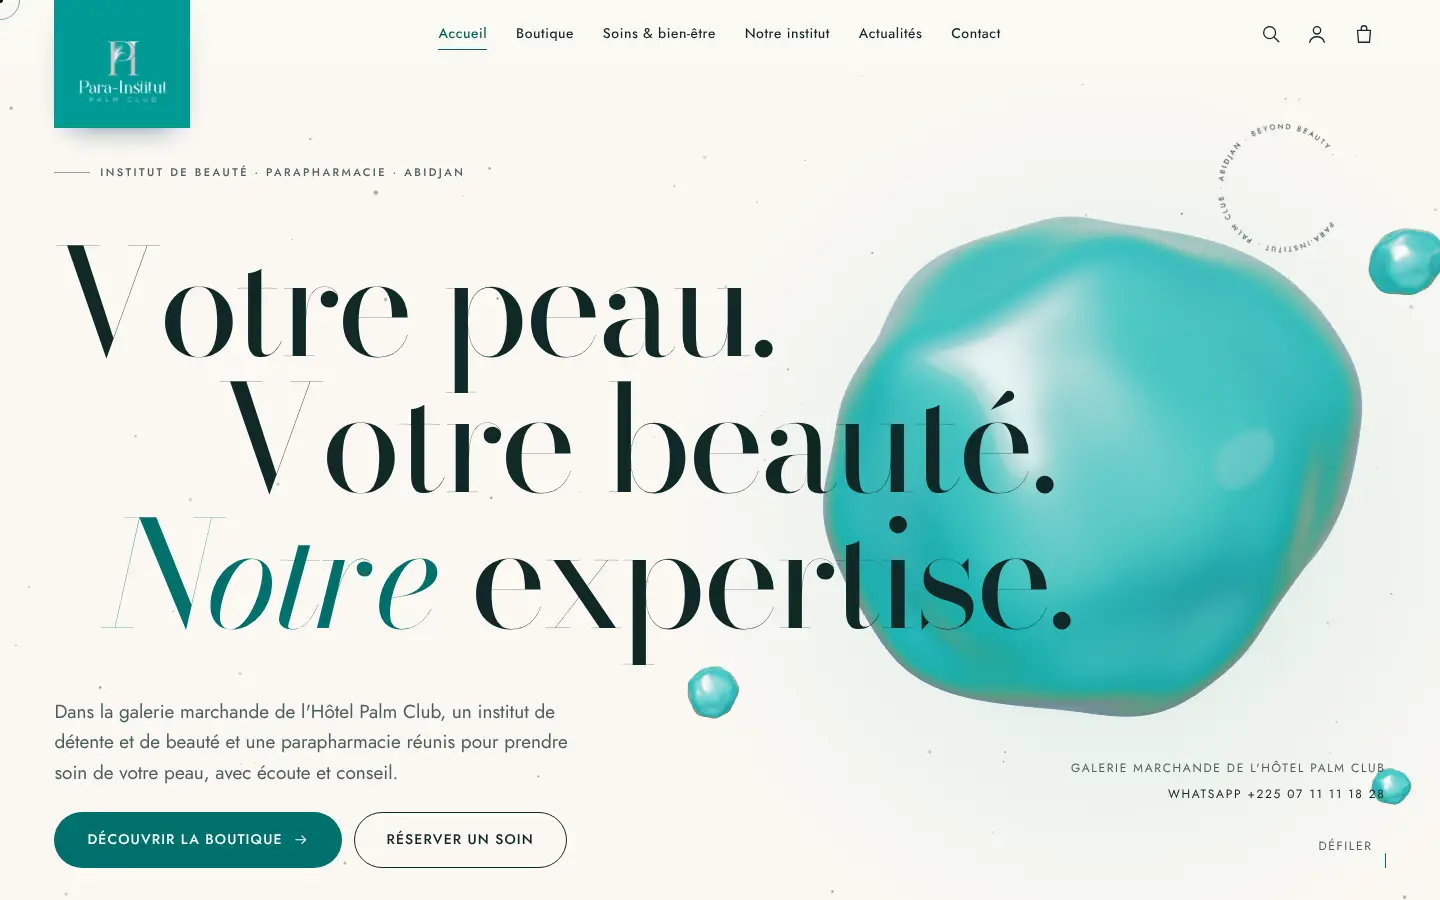 Para-Institut
PALM CLUB
Accueil
Boutique
Soins & bien-être
Notre institut
Actualités
Contact
INSTITUT DE BEAUTÉ · PARAPHARMACIE · ABIDJAN
PARA-INSTITUT · PALM CLUB · ABIDJAN · BEYOND BEAUTY
Votre peau.
Votre beauté.
Notre expertise.
Dans la galerie marchande de l'Hôtel Palm Club, un institut de
détente et de beauté et une parapharmacie réunis pour prendre
soin de votre peau, avec écoute et conseil.
DÉCOUVRIR LA BOUTIQUE →
RÉSERVER UN SOIN
GALERIE MARCHANDE DE L'HÔTEL PALM CLUB
WHATSAPP +225 07 11 11 18 28
DÉFILER